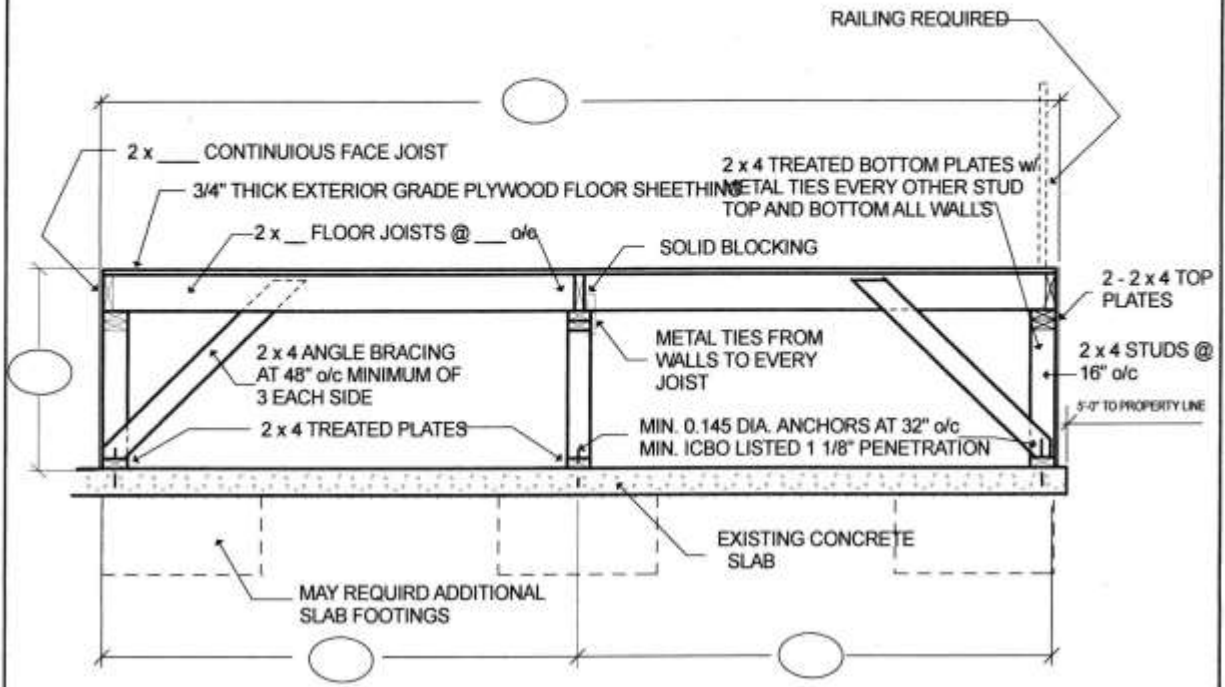 RAILING REQUIRED
2 x ___ CONTINUIOUS FACE JOIST
3/4" THICK EXTERIOR GRADE PLYWOOD FLOOR SHEETHING
2 x 4 TREATED BOTTOM PLATES w/
METAL TIES EVERY OTHER STUD
TOP AND BOTTOM ALL WALLS
2 x __ FLOOR JOISTS @ ___ o/c
SOLID BLOCKING
2 - 2 x 4 TOP
PLATES
METAL TIES FROM
WALLS TO EVERY
JOIST
2 x 4 ANGLE BRACING
AT 48" o/c MINIMUM OF
3 EACH SIDE
2 x 4 STUDS @
16" o/c
5'-0" TO PROPERTY LINE
2 x 4 TREATED PLATES
MIN. 0.145 DIA. ANCHORS AT 32" o/c
MIN. ICBO LISTED 1 1/8" PENETRATION
EXISTING CONCRETE
SLAB
MAY REQUIRD ADDITIONAL
SLAB FOOTINGS